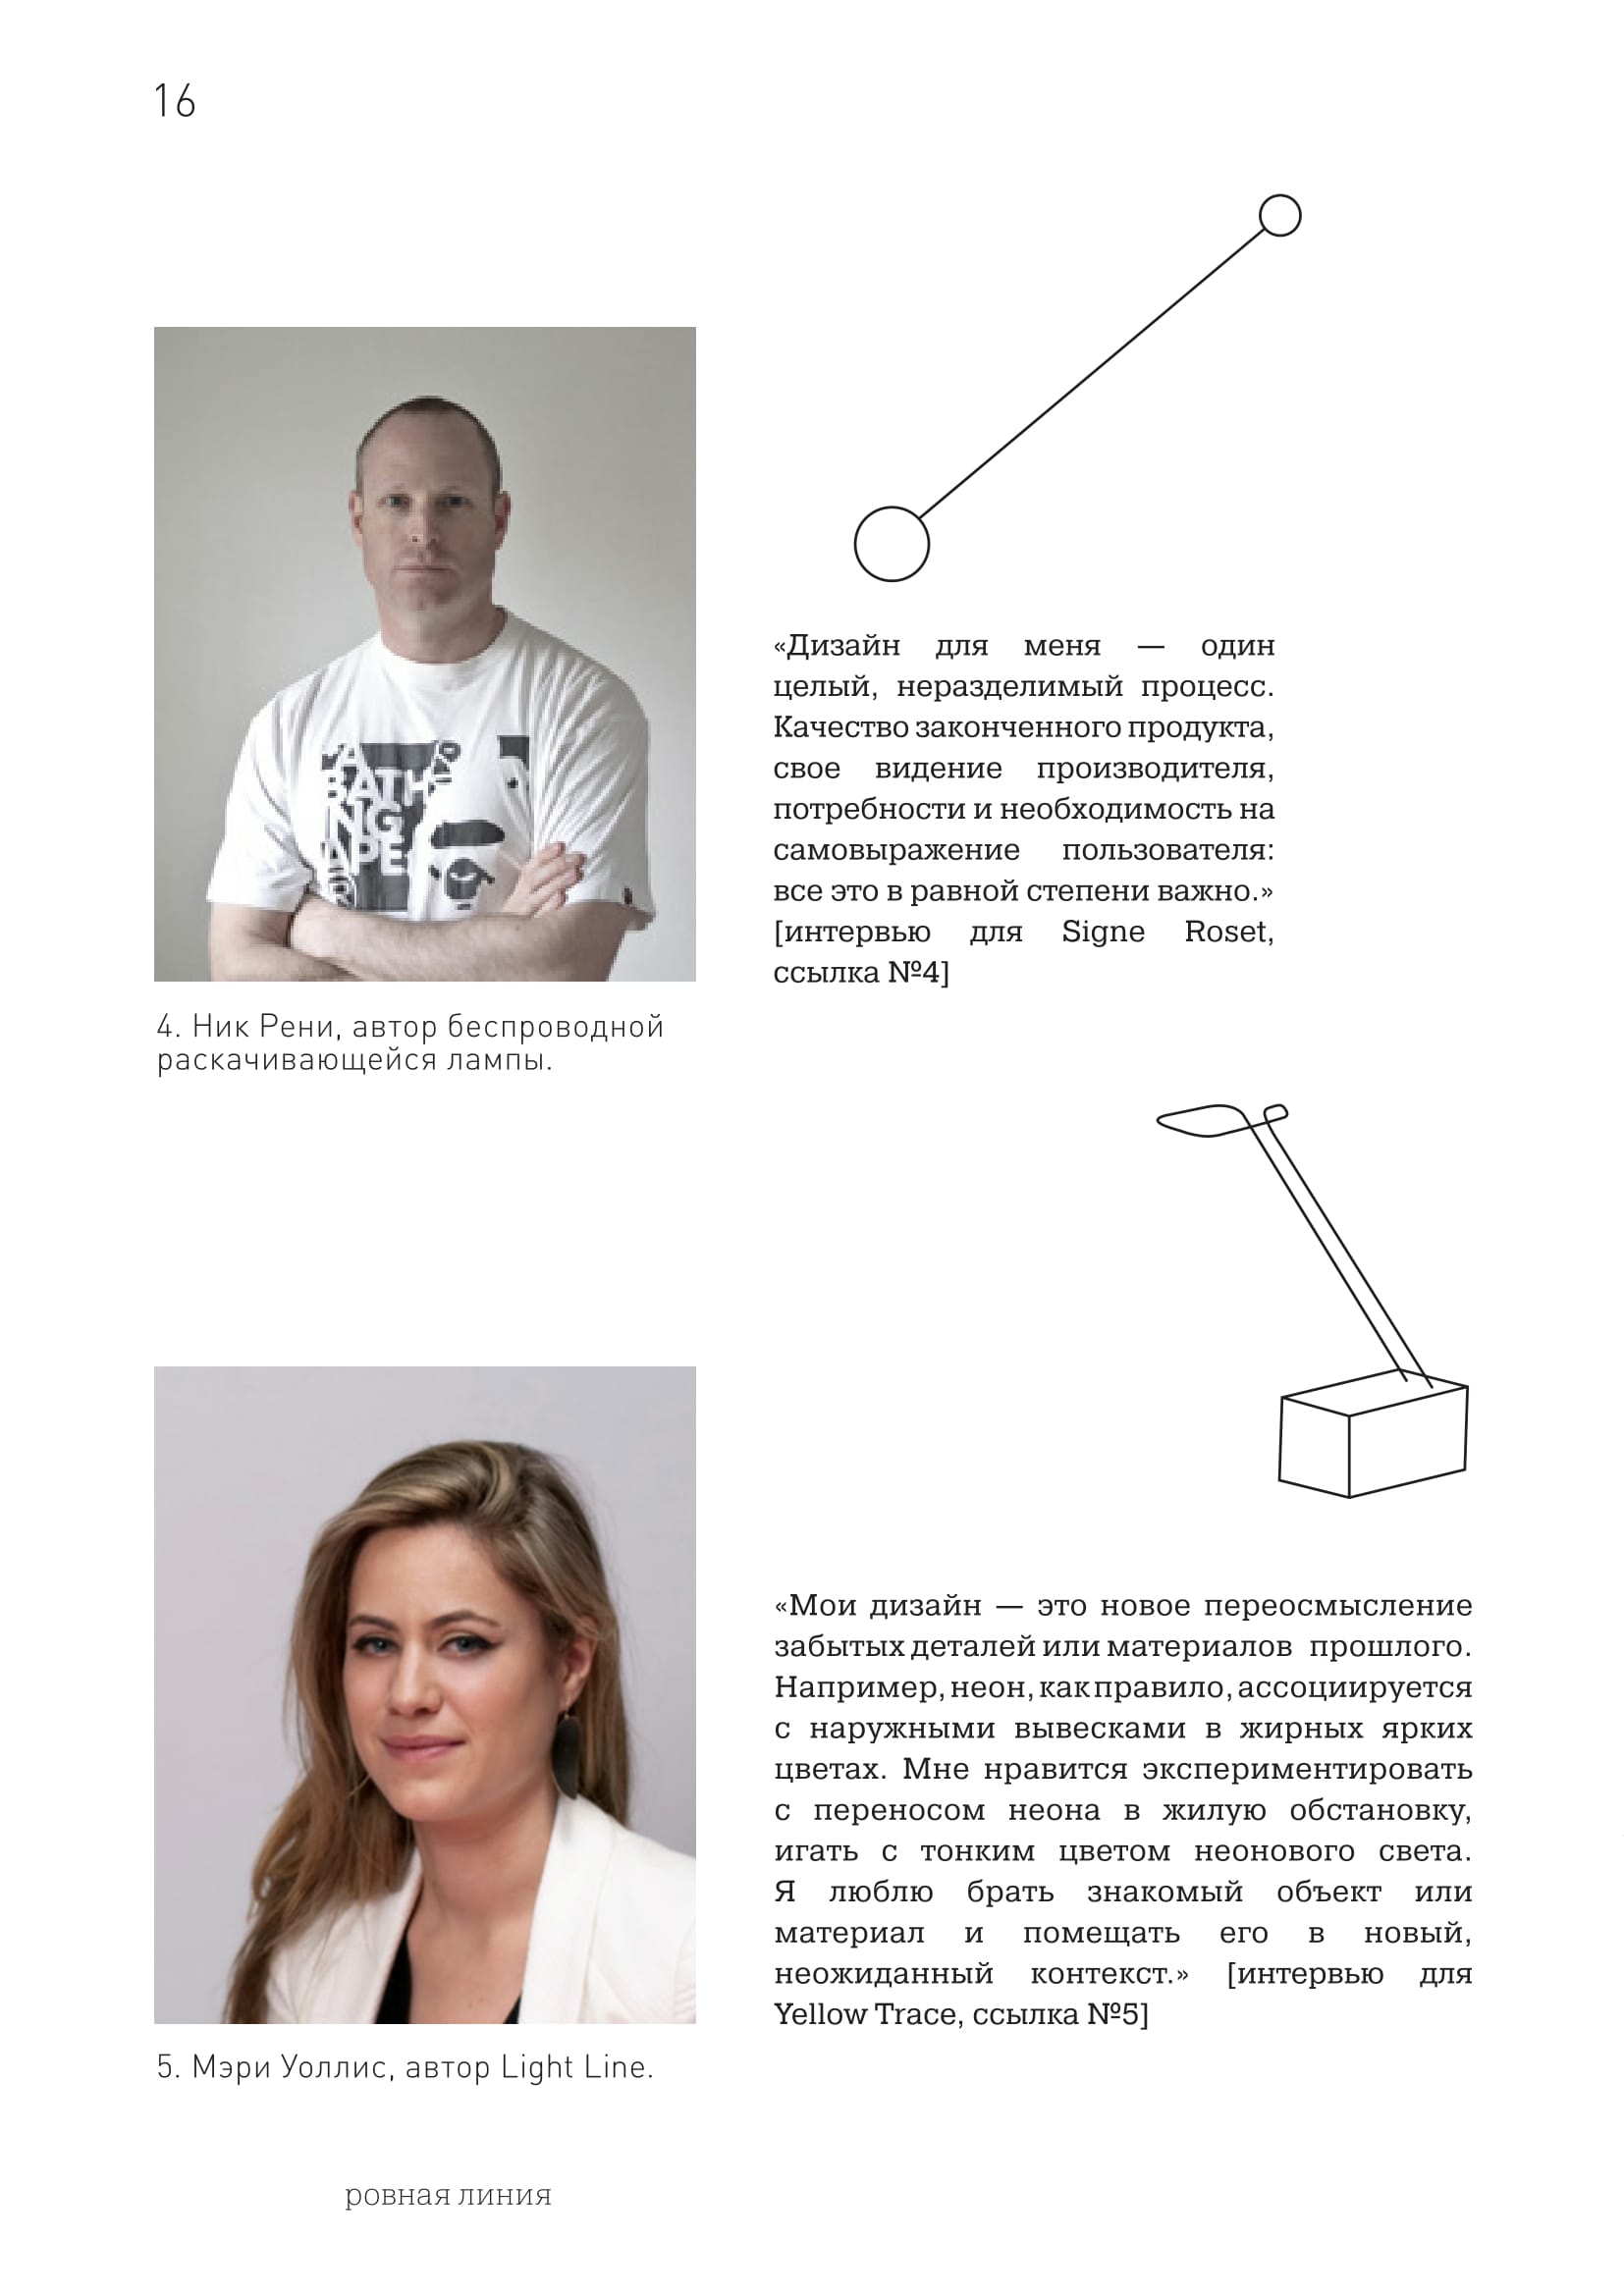 16
A
BATH
ING
APE
«Дизайн для меня — один
целый, неразделимый процесс.
Качество законченного продукта,
свое видение производителя,
потребности и необходимость на
самовыражение пользователя:
все это в равной степени важно.»
[интервью для Signe Roset,
ссылка №4]
4. Ник Рени, автор беспроводной
раскачивающейся лампы.
«Мои дизайн — это новое переосмысление
забытых деталей или материалов прошлого.
Например, неон, как правило, ассоциируется
с наружными вывесками в жирных ярких
цветах. Мне нравится экспериментировать
с переносом неона в жилую обстановку,
игать с тонким цветом неонового света.
Я люблю брать знакомый объект или
материал и помещать его в новый,
неожиданный контекст.» [интервью для
Yellow Trace, ссылка №5]
5. Мэри Уоллис, автор Light Line.
ровная линия